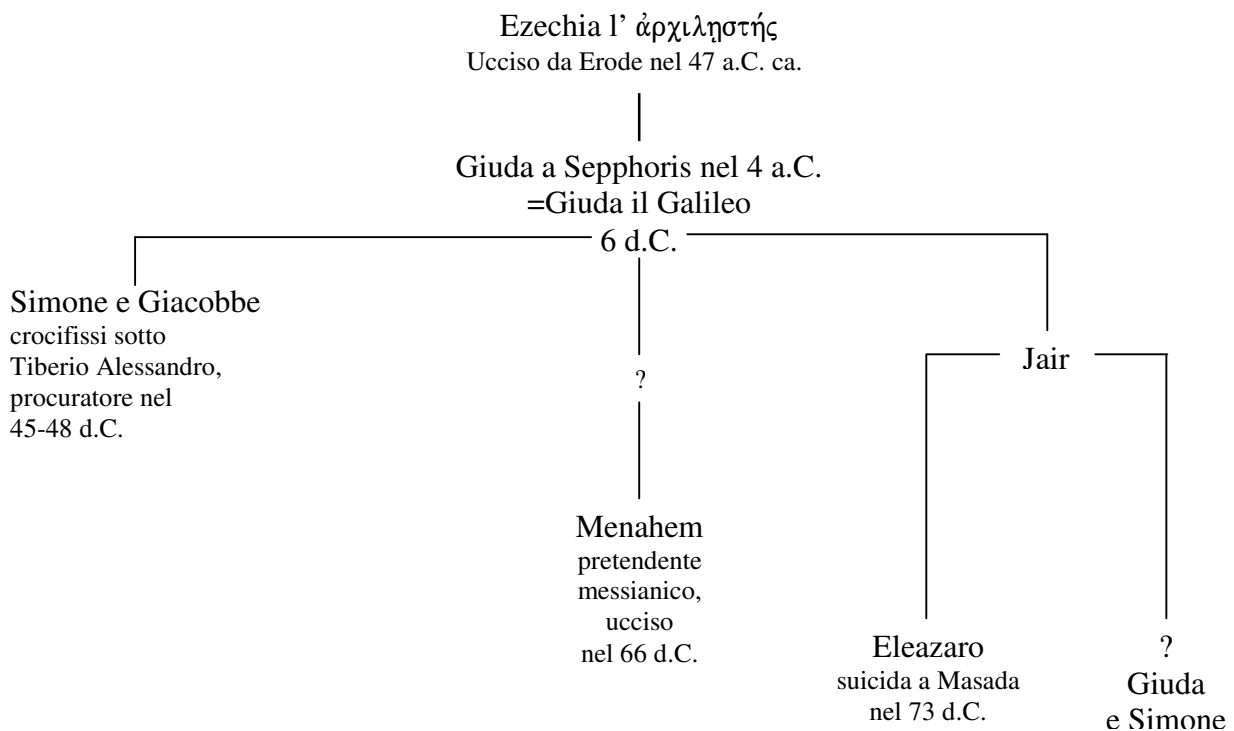 Ezechia l' ἀρχιλῃστής
Ucciso da Erode nel 47 a.C. ca.
Giuda a Sepphoris nel 4 a.C.
=Giuda il Galileo
6 d.C.
Simone e Giacobbe
crocifissi sotto
Tiberio Alessandro,
procuratore nel
45-48 d.C.
?
Menahem
pretendente
messianico,
ucciso
nel 66 d.C.
Jair
Eleazaro
suicida a Masada
nel 73 d.C.
?
Giuda
e Simone